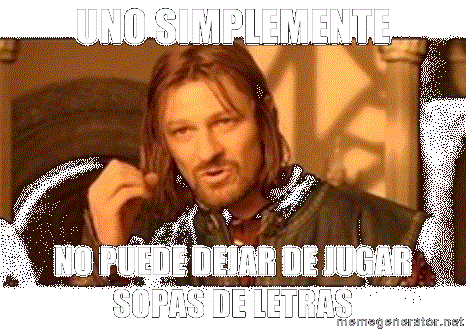 UNO SIMPLEMENTE
NO PUEDE DEJAR DE JUGAR
SOPAS DE LETRAS
memegenerator.net